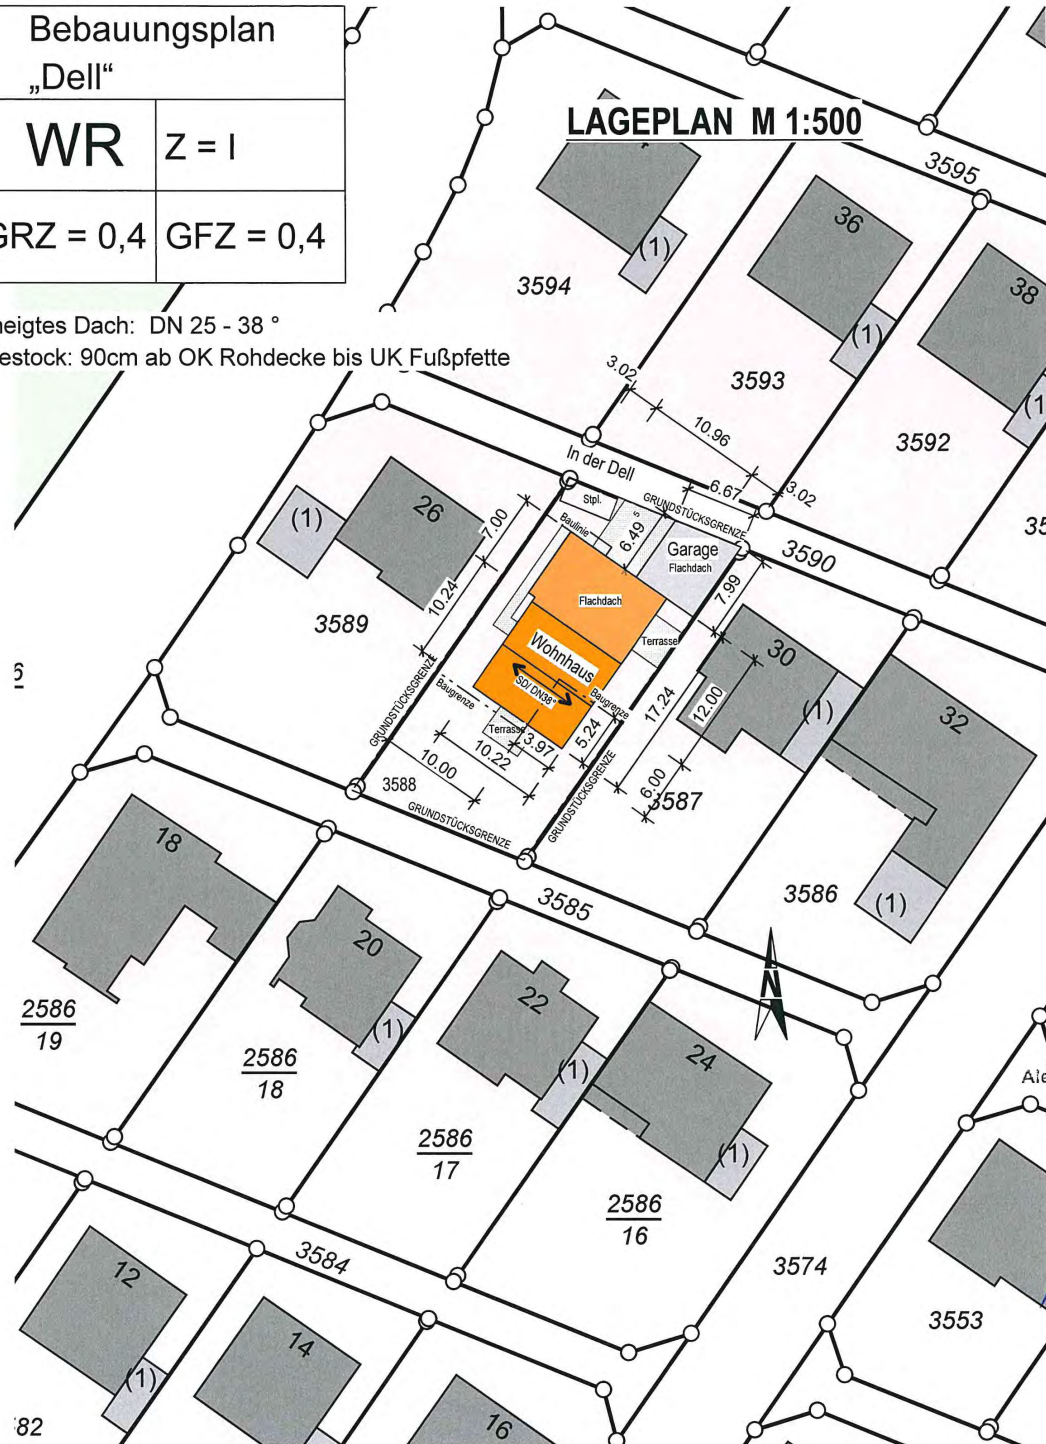 Bebauungsplan
„Dell“
WR
Z = I
GRZ = 0,4
GFZ = 0,4
neigtes Dach: DN 25 - 38 °
estock: 90cm ab OK Rohdecke bis UK Fußpfette
LAGEPLAN M 1:500
3595
36
(1)
38
(1)
3594
(1)
3593
3592
3.02
10.96
6.67
3.02
In der Dell
GRUNDSTÜCKSGRENZE
Stpl.
26
(1)
7.00
Baulinie
6.49 5
Garage
Flachdach
3590
7.99
10.24
Flachdach
3589
Terrasse
30
Wohnhaus
SD/ DN38°
Baugrenze
Baugrenze
GRUNDSTÜCKSGRENZE
17.24
12.00
(1)
32
Terrasse
3.97
5.24
10.22
10.00
3588
6.00
3587
GRUNDSTÜCKSGRENZE
GRUNDSTÜCKSGRENZE
18
3586
(1)
3585
20
22
N
2586
19
(1)
24
2586
18
(1)
Ale
2586
17
(1)
2586
16
3584
3574
12
3553
14
(1)
16